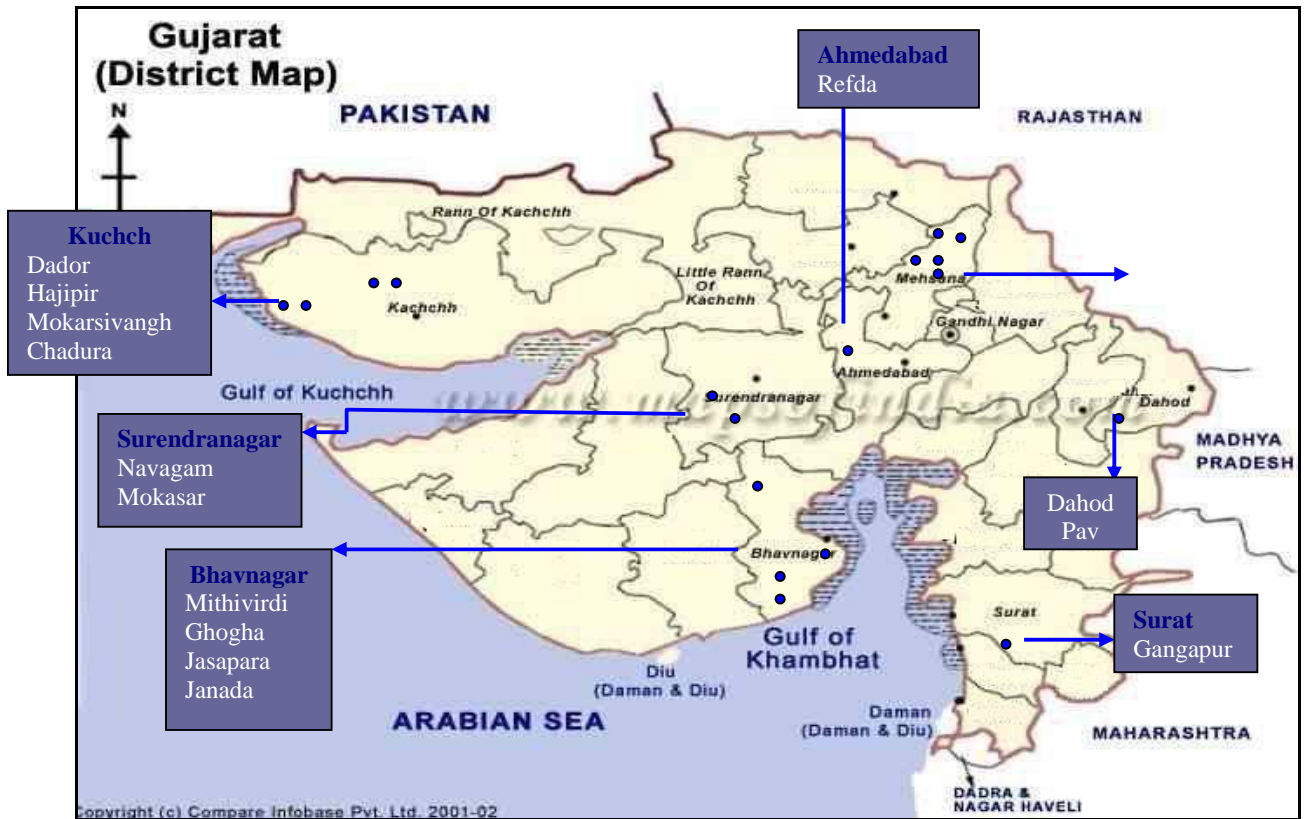 Gujarat
(District Map)
N
PAKISTAN
Ahmedabad
Refda
RAJASTHAN
Rann Of Kachchh
Kuchch
Dador
Hajipir
Mokarsivangh
Chadura
Little Rann
Of
Kachchh
Mehsana
Kachchh
Gandhi Nagar
Ahmedabad
Gulf of Kuchchh
Surendranagar
Dahod
Surendranagar
Navagam
Mokasar
MADHYA
PRADESH
Dahod
Pav
Bhavnagar
Bhavnagar
Mithivirdi
Ghogha
Jasapara
Janada
Surat
Surat
Gangapur
Gulf of
Khambhat
Diu
(Daman & Diu)
ARABIAN SEA
Daman
(Daman & Diu)
MAHARASHTRA
DADRA &
NAGAR HAVELI
Copyright (c) Compare Infobase Pvt. Ltd. 2001-02